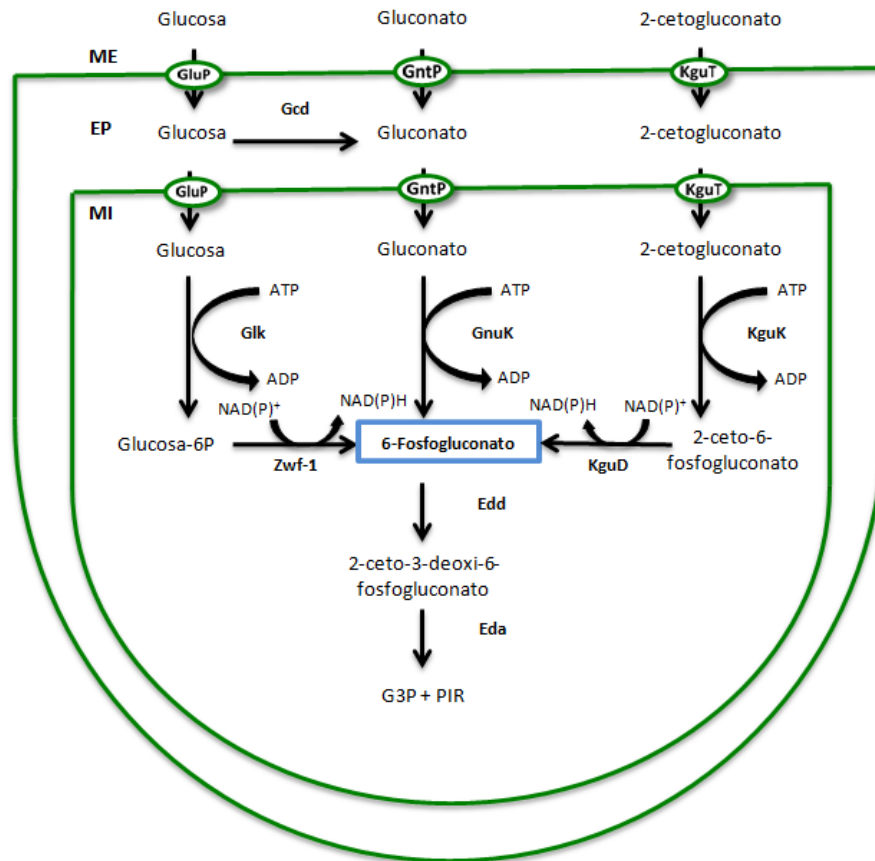 Glucosa Gluconato 2-cetogluconato
ME
GluP GntP KguT
Gcd
EP Glucosa Gluconato 2-cetogluconato
GluP GntP KguT
MI
Glucosa Gluconato 2-cetogluconato
ATP ATP ATP
Glk GnuK KguK
ADP ADP ADP
NAD(P)+ NAD(P)H NAD(P)H NAD(P)+
Glucosa-6P 6-Fosfogluconato 2-ceto-6-
fosfogluconato
Zwf-1 KguD
Edd
2-ceto-3-deoxi-6-
fosfogluconato
Eda
G3P + PIR